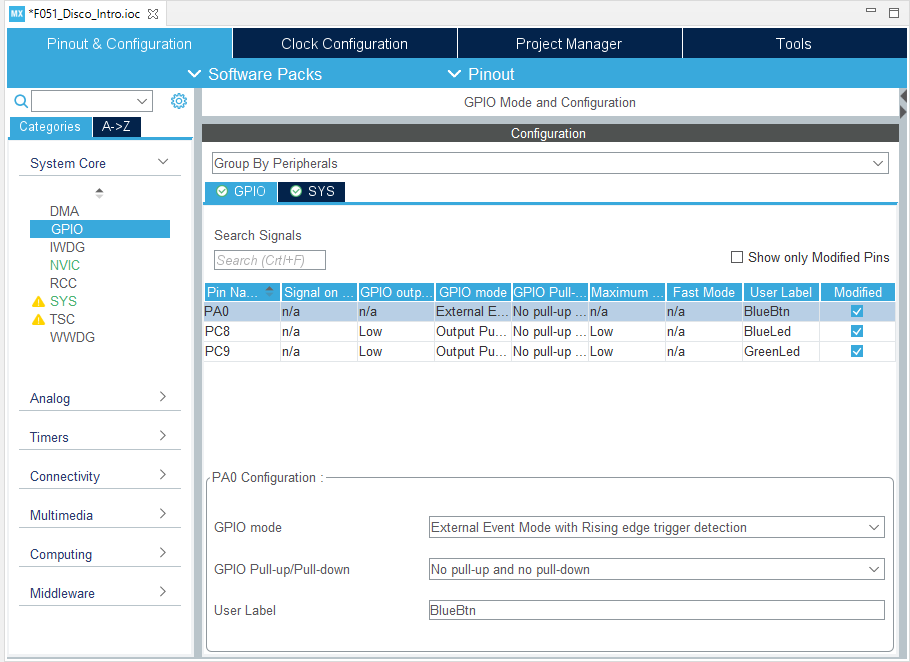 MX *F051_Disco_Intro.ioc
Pinout & Configuration Clock Configuration Project Manager Tools
Software Packs Pinout
GPIO Mode and Configuration
Categories A->Z
Configuration
System Core
Group By Peripherals
GPIO SYS
DMA
GPIO
IWDG
NVIC
RCC
SYS
TSC
WWDG
Search Signals
Search (Crtl+F)
Show only Modified Pins
Pin Na... Signal on ... GPIO outp... GPIO mode GPIO Pull-... Maximum ... Fast Mode User Label Modified
PA0 n/a n/a External E... No pull-up ... n/a n/a BlueBtn
PC8 n/a Low Output Pu... No pull-up ... Low n/a BlueLed
PC9 n/a Low Output Pu... No pull-up ... Low n/a GreenLed
Analog
Timers
Connectivity
Multimedia
Computing
Middleware
PA0 Configuration :
GPIO mode External Event Mode with Rising edge trigger detection
GPIO Pull-up/Pull-down No pull-up and no pull-down
User Label BlueBtn